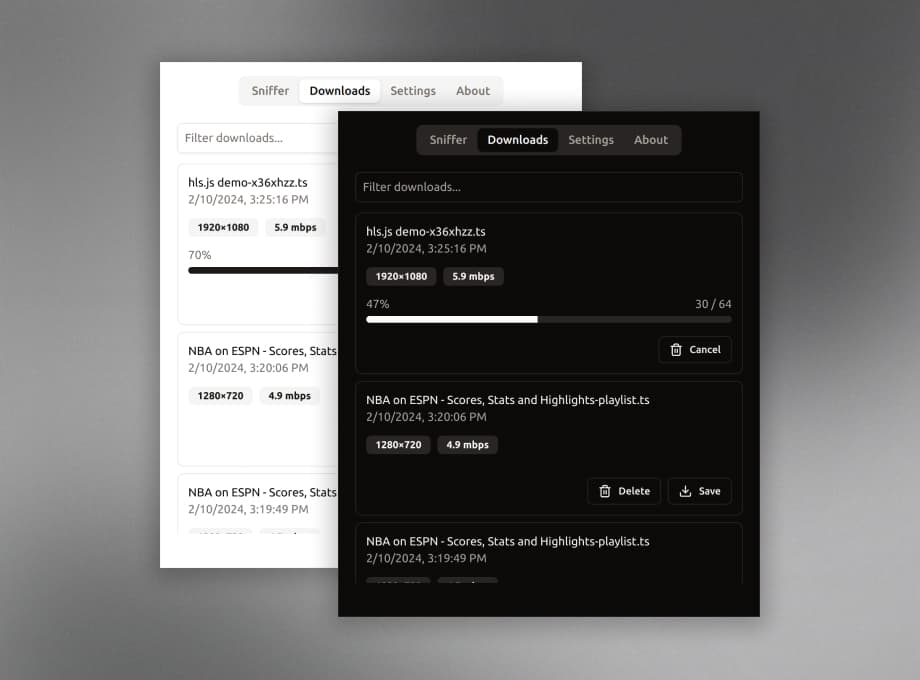 Sniffer Downloads Settings About
Filter downloads...
hls.js demo-x36xhzz.ts
2/10/2024, 3:25:16 PM
1920×1080 5.9 mbps
70%
NBA on ESPN - Scores, Stats
2/10/2024, 3:20:06 PM
1280×720 4.9 mbps
NBA on ESPN - Scores, Stats
2/10/2024, 3:19:49 PM
Sniffer Downloads Settings About
Filter downloads...
hls.js demo-x36xhzz.ts
2/10/2024, 3:25:16 PM
1920×1080 5.9 mbps
47% 30 / 64
Cancel
NBA on ESPN - Scores, Stats and Highlights-playlist.ts
2/10/2024, 3:20:06 PM
1280×720 4.9 mbps
Delete Save
NBA on ESPN - Scores, Stats and Highlights-playlist.ts
2/10/2024, 3:19:49 PM